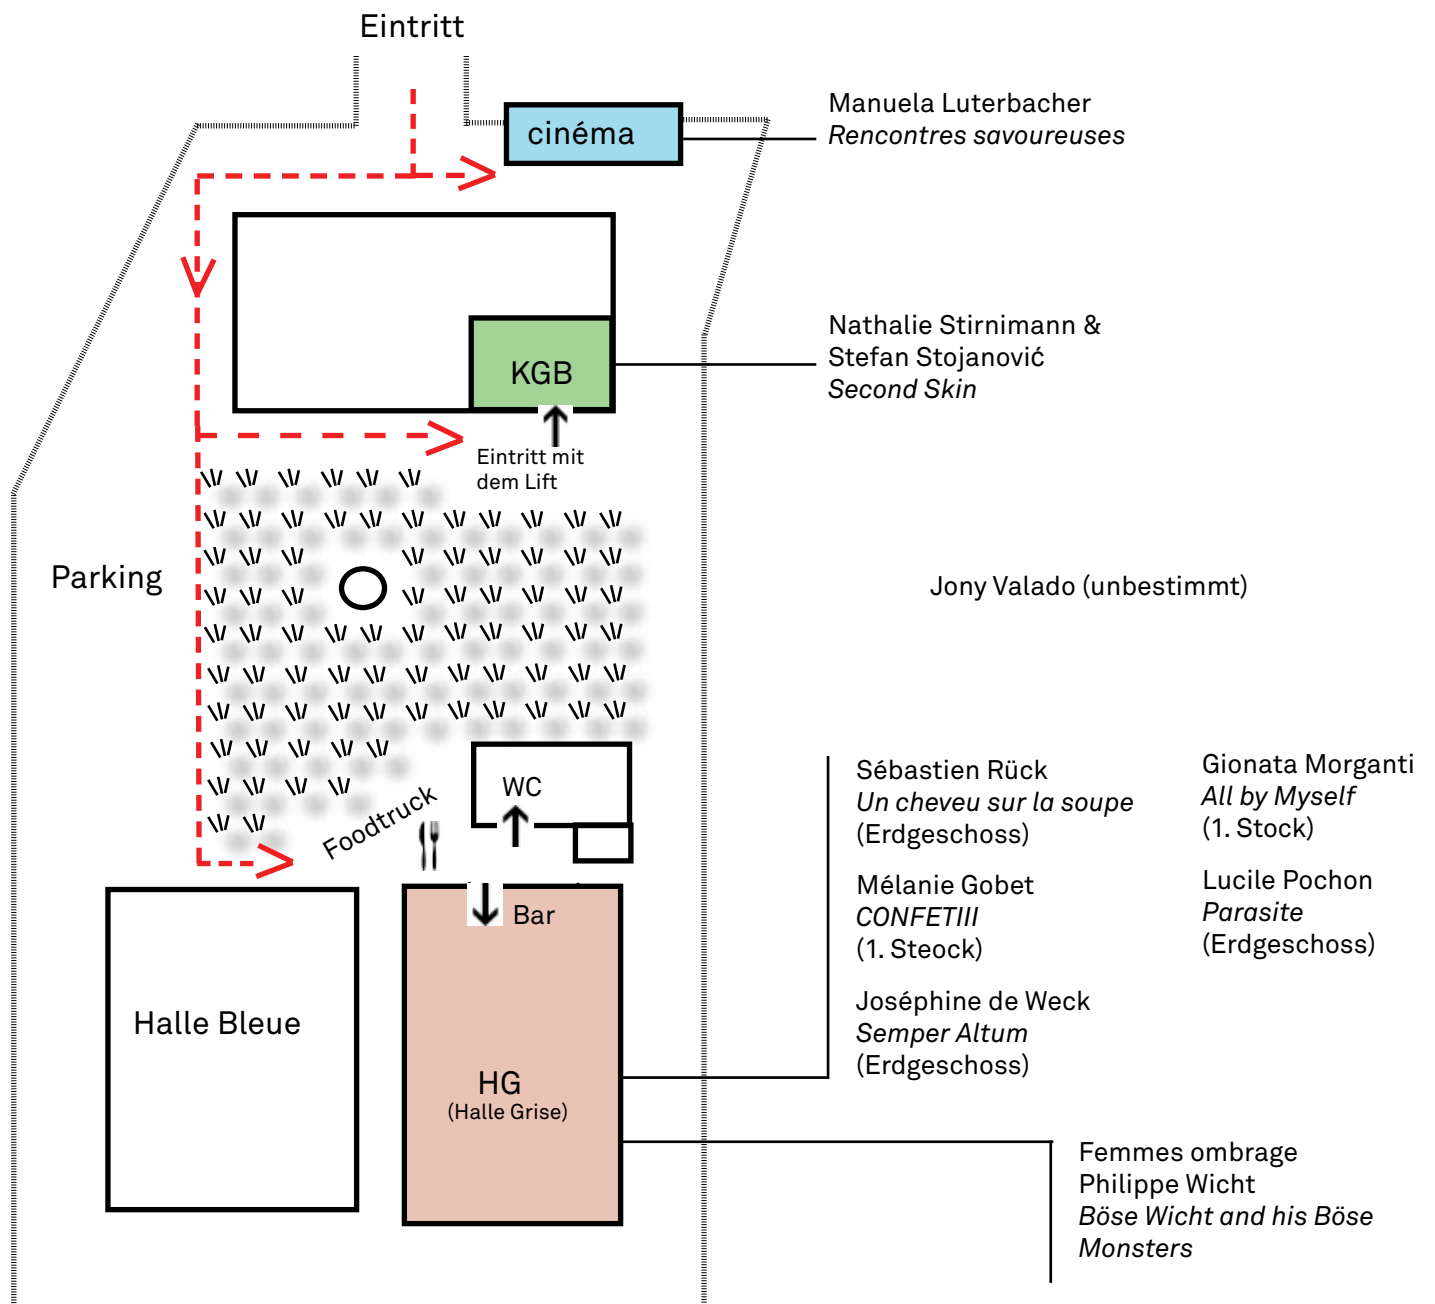 Eintritt
cinéma
Manuela Luterbacher
Rencontres savoureuses
KGB
Nathalie Stirnimann &
Stefan Stojanović
Second Skin
Eintritt mit
dem Lift
Parking
Jony Valado (unbestimmt)
WC
Foodtruck
Bar
Halle Bleue
HG
(Halle Grise)
Sébastien Rück
Un cheveu sur la soupe
(Erdgeschoss)
Mélanie Gobet
CONFETIII
(1. Steock)
Joséphine de Weck
Semper Altum
(Erdgeschoss)
Gionata Morganti
All by Myself
(1. Stock)
Lucile Pochon
Parasite
(Erdgeschoss)
Femmes ombrage
Philippe Wicht
Böse Wicht and his Böse
Monsters